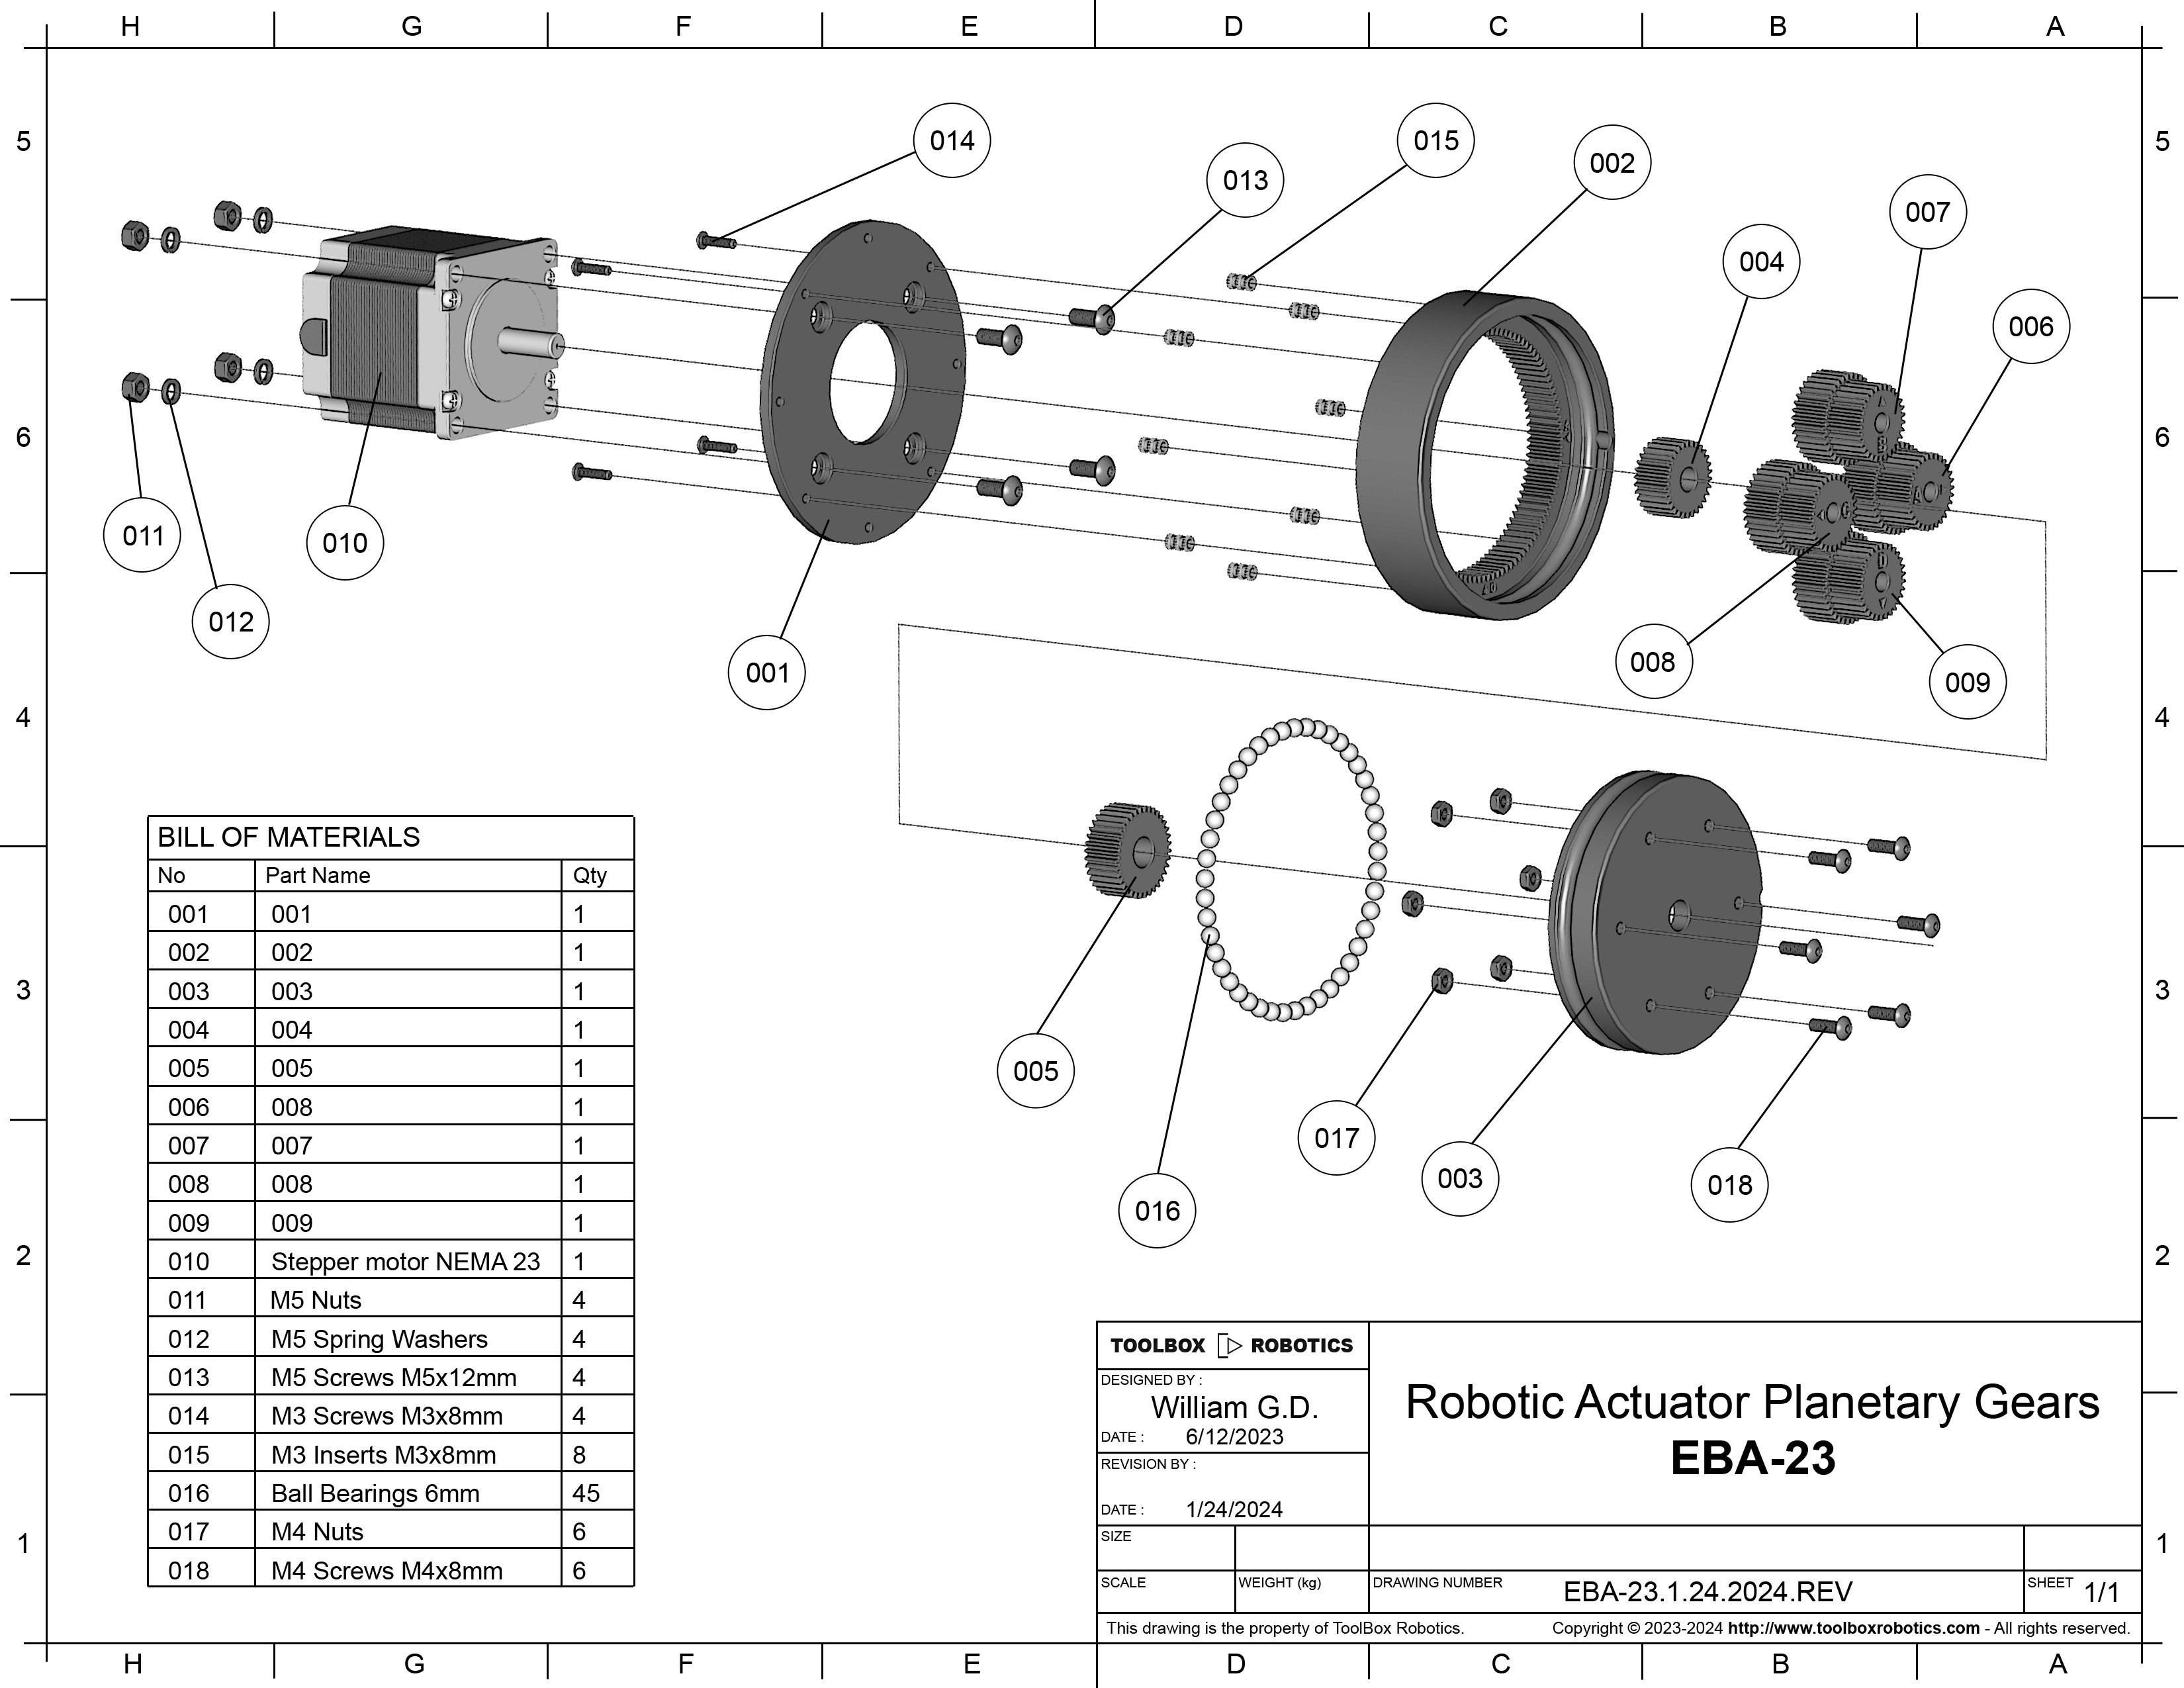 H G F E D C B A
5 5
014
015
002
013
007
004
006
6 6
011
010
012
008
001
009
4 4
BILL OF MATERIALS
No Part Name Qty
001 001 1
002 002 1
003 003 1
004 004 1
005 005 1
006 008 1
007 007 1
008 008 1
009 009 1
010 Stepper motor NEMA 23 1
011 M5 Nuts 4
012 M5 Spring Washers 4
013 M5 Screws M5x12mm 4
014 M3 Screws M3x8mm 4
015 M3 Inserts M3x8mm 8
016 Ball Bearings 6mm 45
017 M4 Nuts 6
018 M4 Screws M4x8mm 6
3 3
005
017
003
018
016
2 2
TOOLBOX ROBOTICS
DESIGNED BY :
William G.D.
DATE : 6/12/2023
REVISION BY :
DATE : 1/24/2024
Robotic Actuator Planetary Gears
EBA-23
SIZE
SCALE WEIGHT (kg) DRAWING NUMBER EBA-23.1.24.2024.REV SHEET 1/1
1 1
This drawing is the property of ToolBox Robotics. Copyright © 2023-2024 http://www.toolboxrobotics.com - All rights reserved.
H G F E D C B A